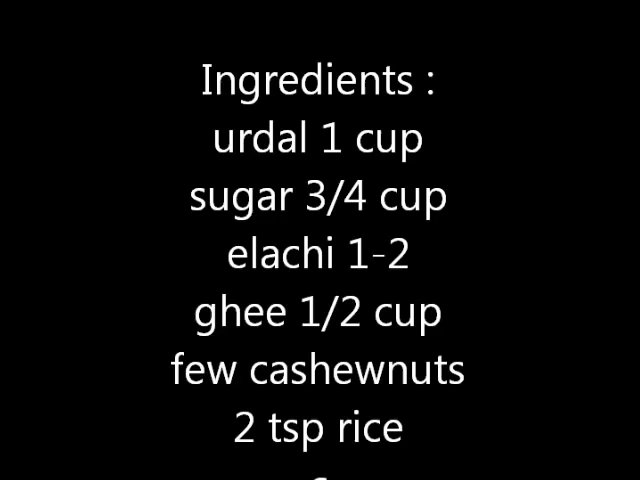 Ingredients :
urdal 1 cup
sugar 3/4 cup
elachi 1-2
ghee 1/2 cup
few cashewnuts
2 tsp rice